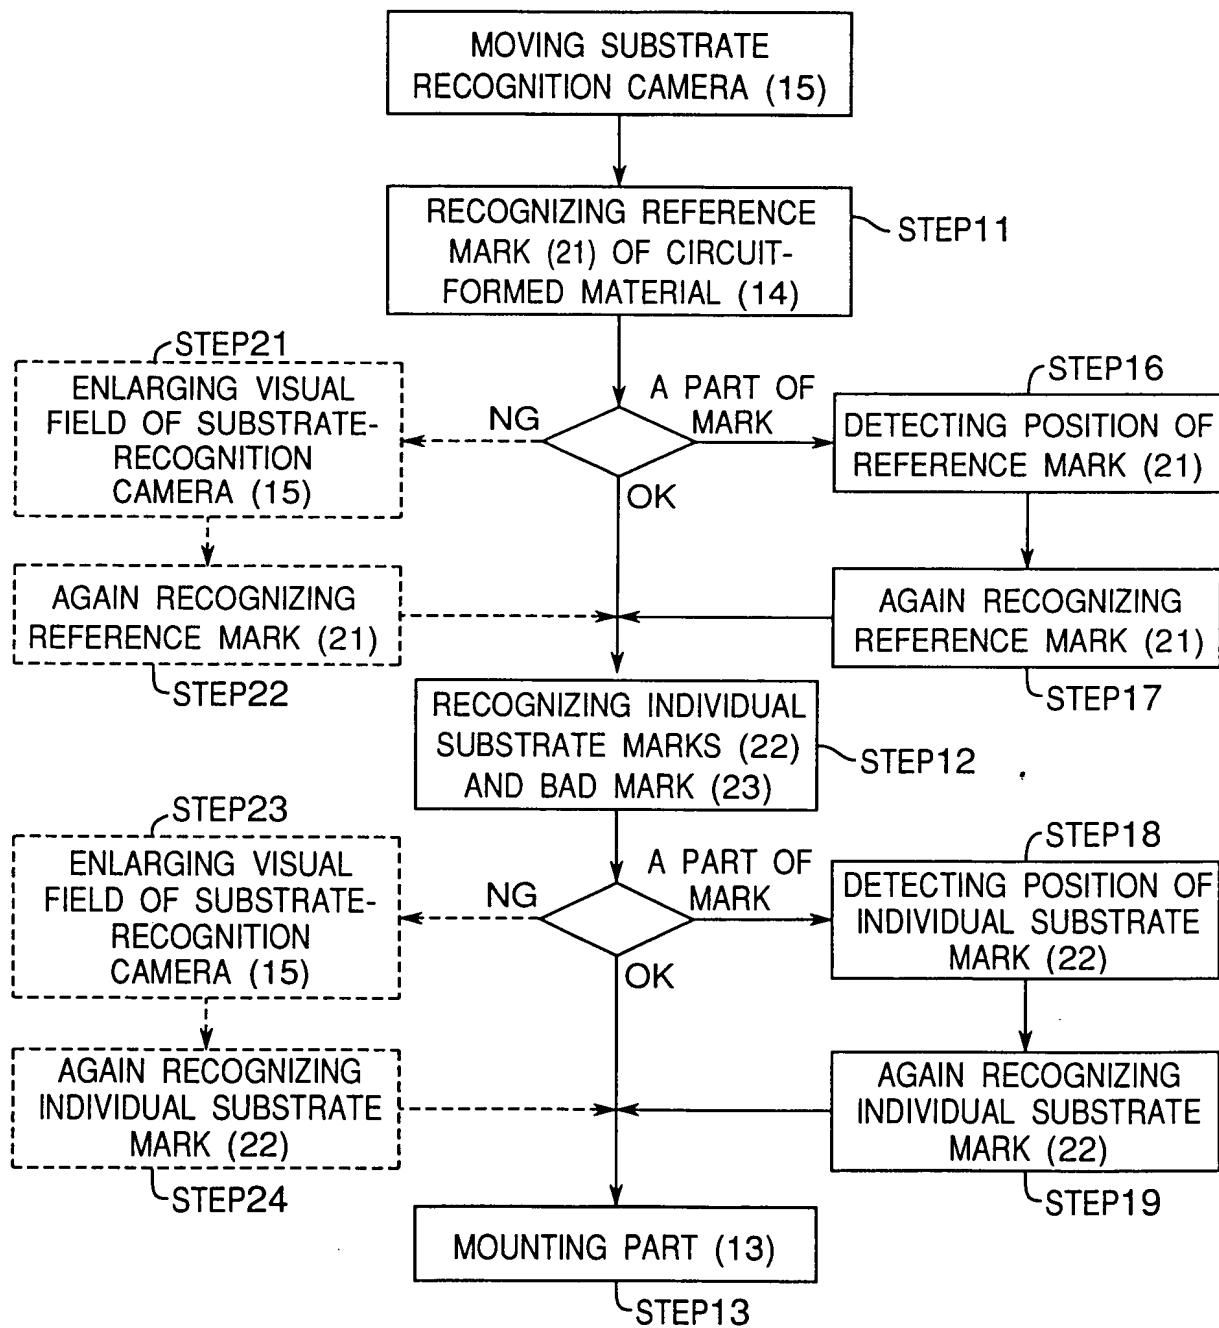 MOVING SUBSTRATE
RECOGNITION CAMERA (15)
RECOGNIZING REFERENCE
MARK (21) OF CIRCUIT-
FORMED MATERIAL (14)
STEP11
STEP21
ENLARGING VISUAL
FIELD OF SUBSTRATE-
RECOGNITION
CAMERA (15)
NG
A PART OF
MARK
OK
STEP16
DETECTING POSITION OF
REFERENCE MARK (21)
AGAIN RECOGNIZING
REFERENCE MARK (21)
STEP22
AGAIN RECOGNIZING
REFERENCE MARK (21)
STEP17
RECOGNIZING INDIVIDUAL
SUBSTRATE MARKS (22)
AND BAD MARK (23)
STEP12
STEP23
ENLARGING VISUAL
FIELD OF SUBSTRATE-
RECOGNITION
CAMERA (15)
NG
A PART OF
MARK
OK
STEP18
DETECTING POSITION OF
INDIVIDUAL SUBSTRATE
MARK (22)
AGAIN RECOGNIZING
INDIVIDUAL SUBSTRATE
MARK (22)
STEP24
AGAIN RECOGNIZING
INDIVIDUAL SUBSTRATE
MARK (22)
STEP19
MOUNTING PART (13)
STEP13